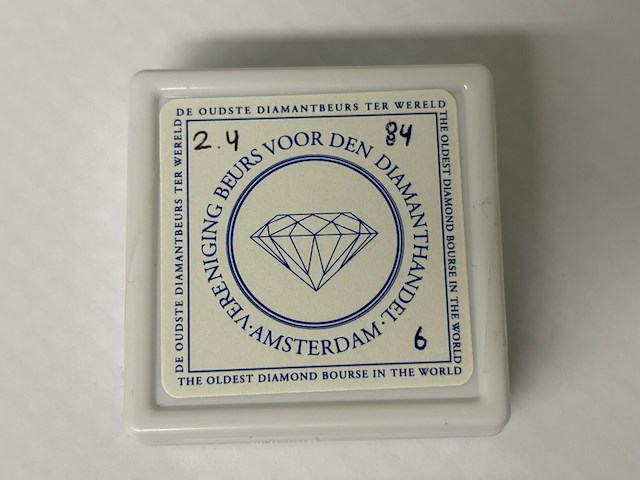 DE OUDSTE DIAMANTBEURS TER WERELD
THE OLDEST DIAMOND BOURSE IN THE WORLD
DE OUDSTE DIAMANTBEURS TER WERELD
2.4
84
VERENIGING BEURS VOOR DEN DIAMANTHANDEL
· AMSTERDAM ·
6
THE OLDEST DIAMOND BOURSE IN THE WORLD